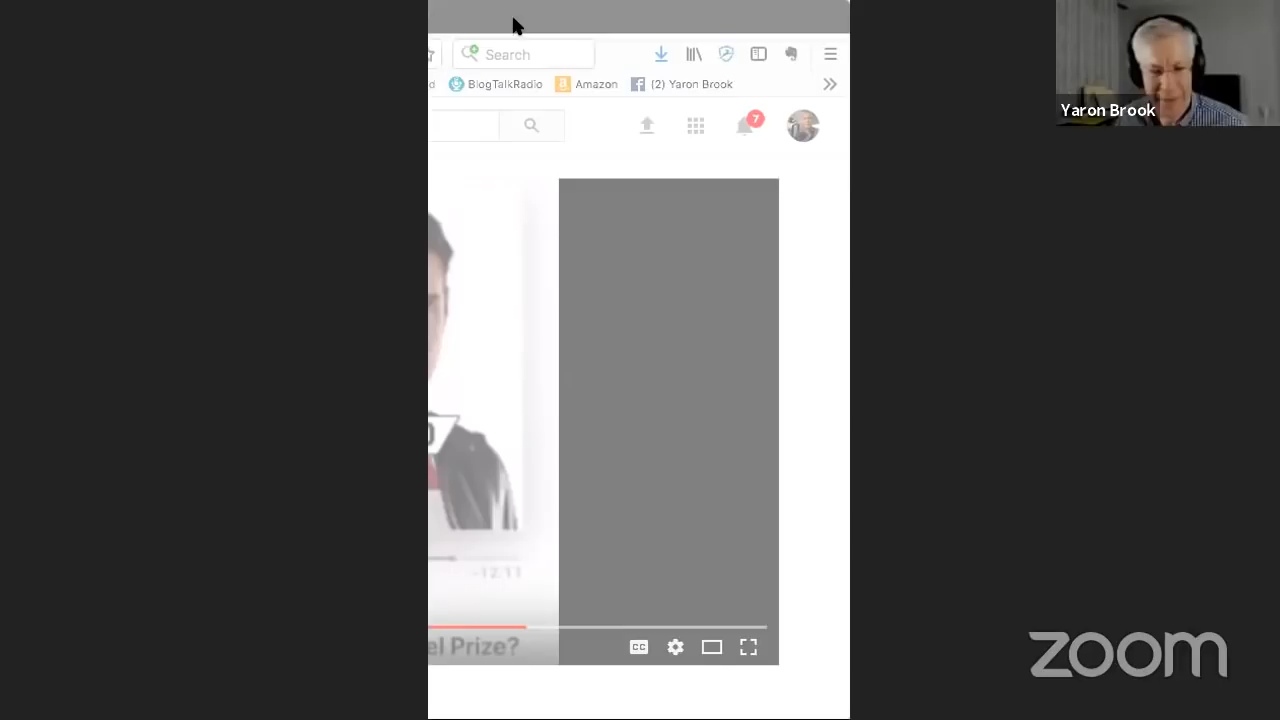 Search
d BlogTalkRadio Amazon (2) Yaron Brook
7
Yaron Brook
-12:11
el Prize?
CC
zoom